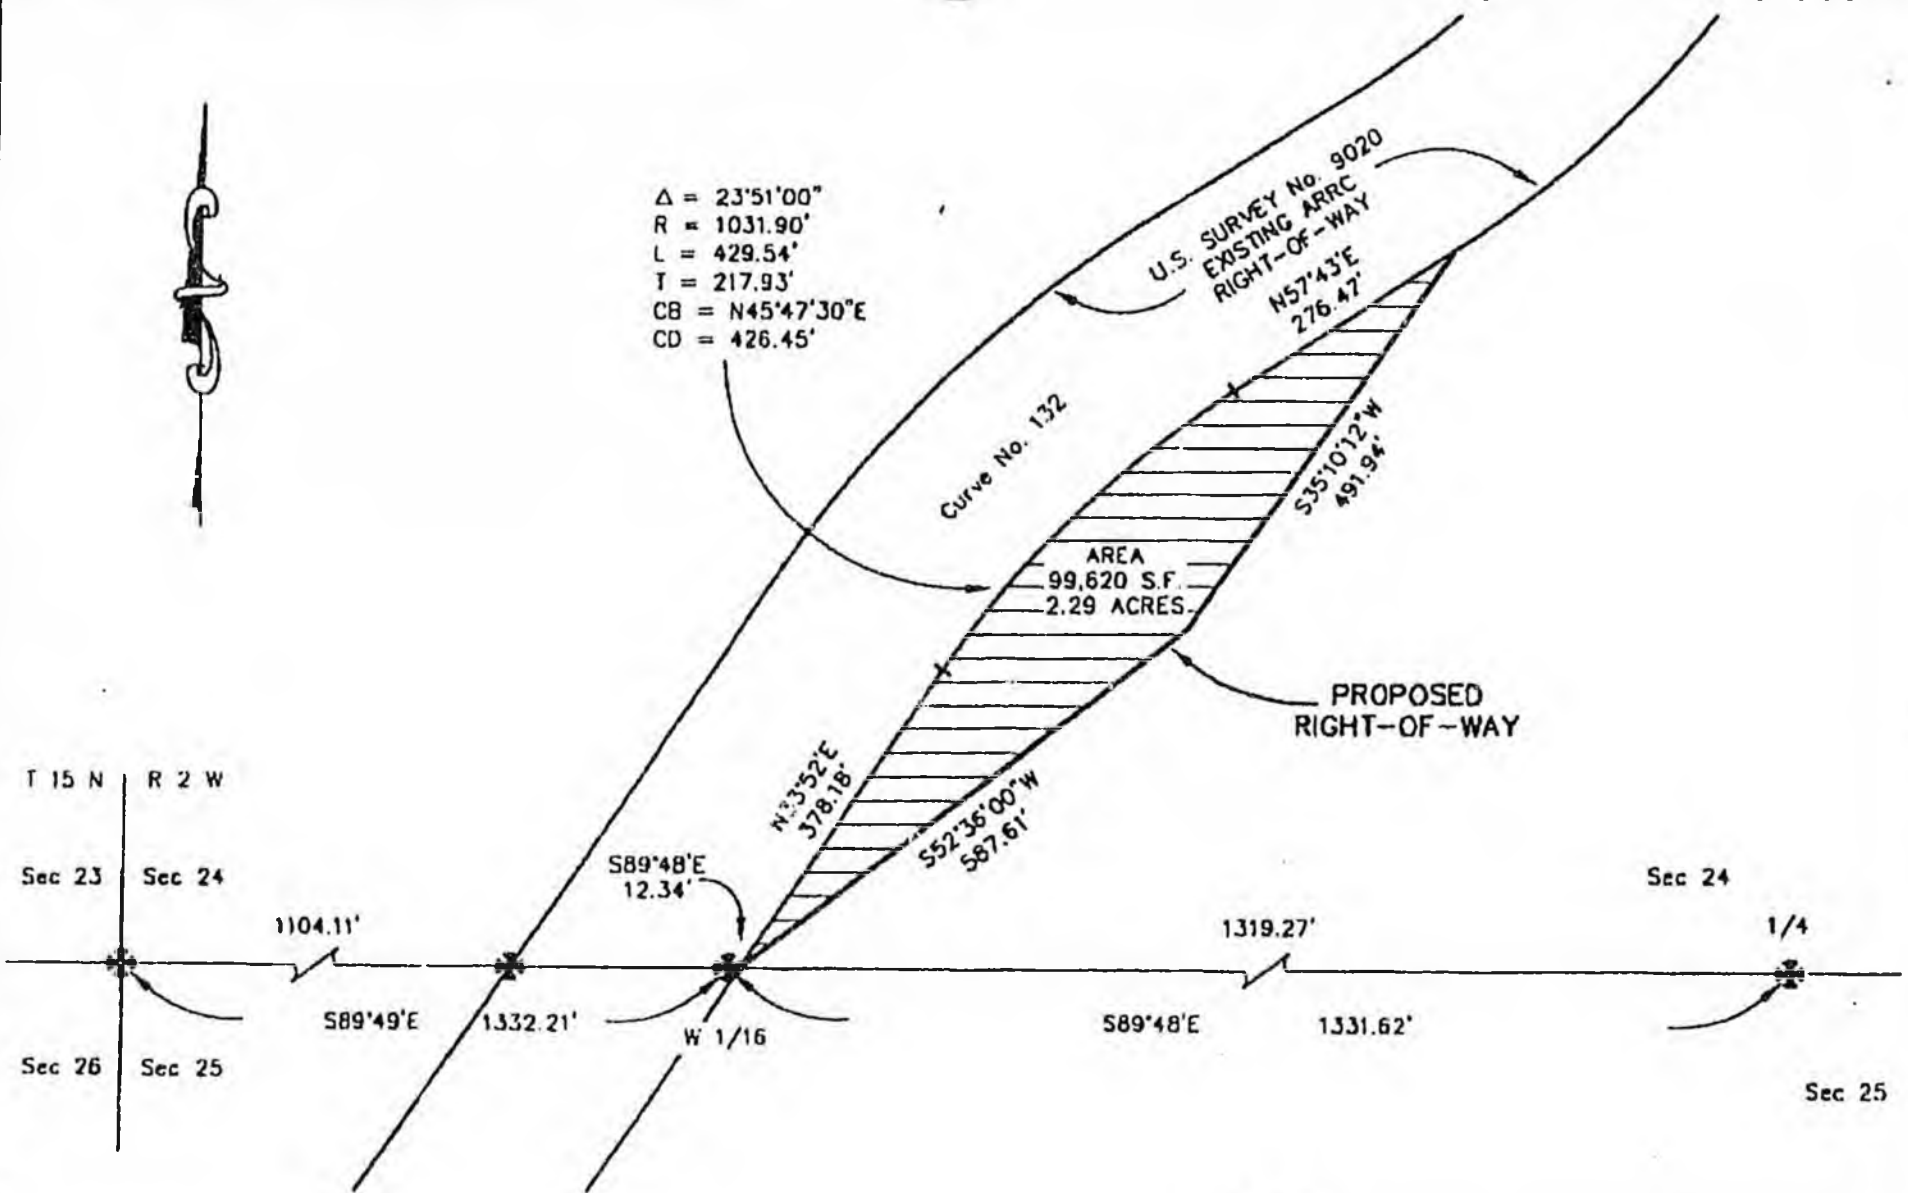 Δ = 23°51'00"
R = 1031.90'
L = 429.54'
T = 217.93'
CB = N45°47'30"E
CD = 426.45'
U.S. SURVEY No. 9020
EXISTING ARRC
RIGHT-OF-WAY
N57°43'E
276.47'
Curve No. 132
S35°10'12"W
491.94'
AREA
99,620 S.F.
2.29 ACRES
PROPOSED
RIGHT-OF-WAY
N33°52'E
378.18'
S52°36'00"W
587.61'
T 15 N R 2 W
S89°48'E
12.34'
Sec 23 Sec 24
Sec 24
1104.11'
1319.27'
1/4
S89°49'E 1332.21'
W 1/16
S89°48'E 1331.62'
Sec 26 Sec 25
Sec 25